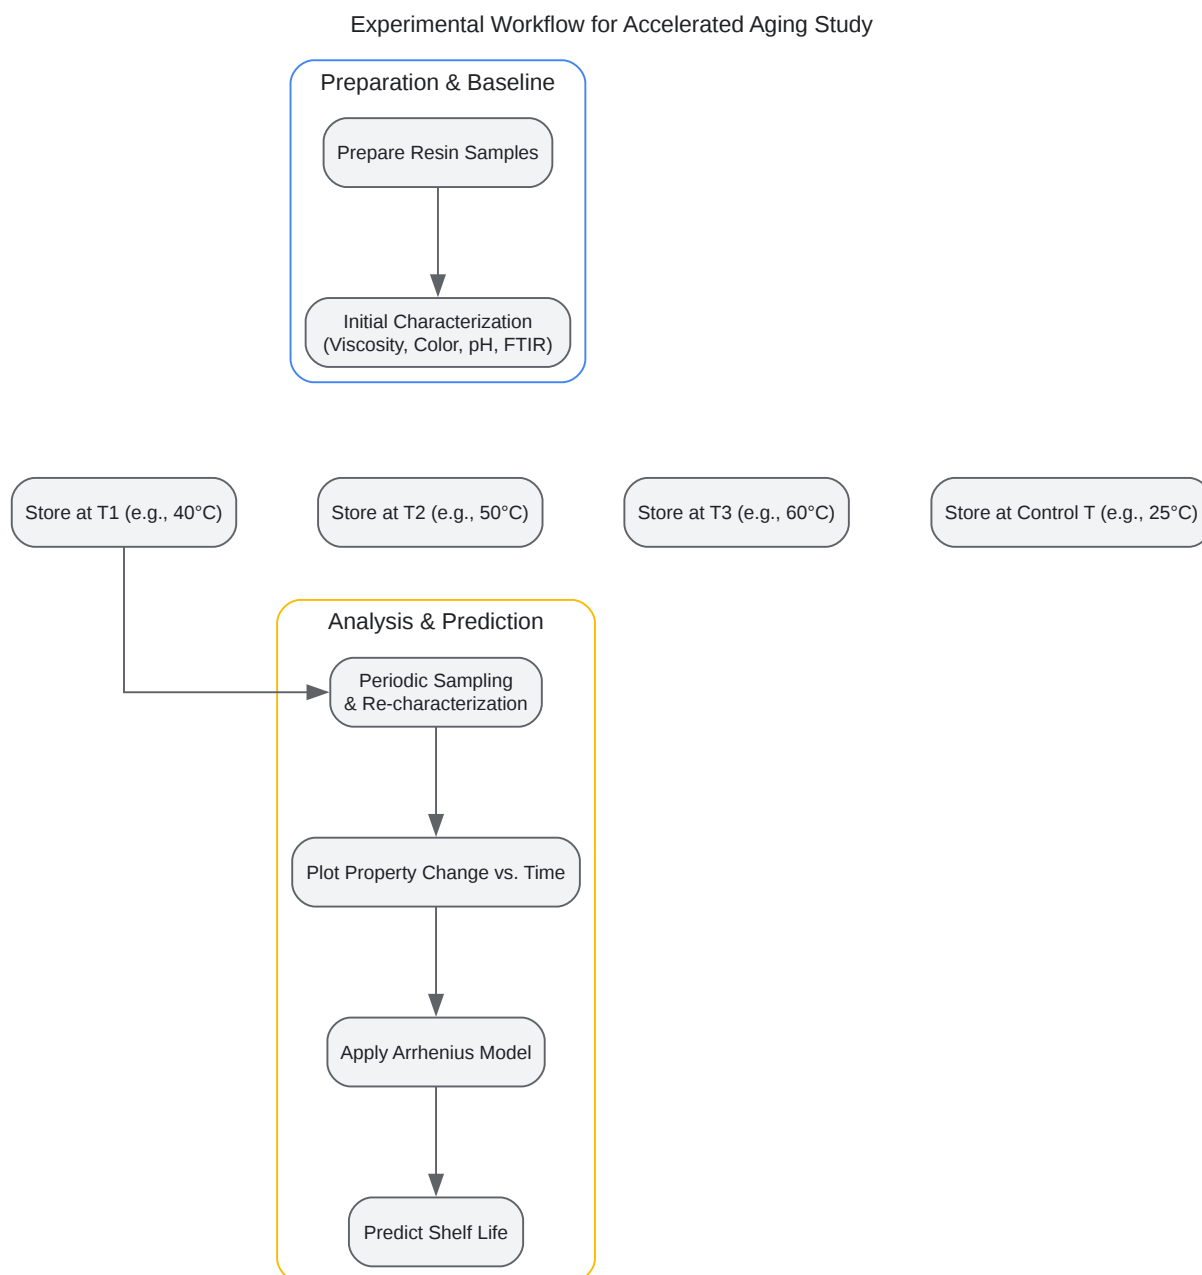 Experimental Workflow for Accelerated Aging Study
Preparation & Baseline
Prepare Resin Samples
Initial Characterization
(Viscosity, Color, pH, FTIR)
Store at T1 (e.g., 40°C)
Store at T2 (e.g., 50°C)
Store at T3 (e.g., 60°C)
Store at Control T (e.g., 25°C)
Analysis & Prediction
Periodic Sampling
& Re-characterization
Plot Property Change vs. Time
Apply Arrhenius Model
Predict Shelf Life